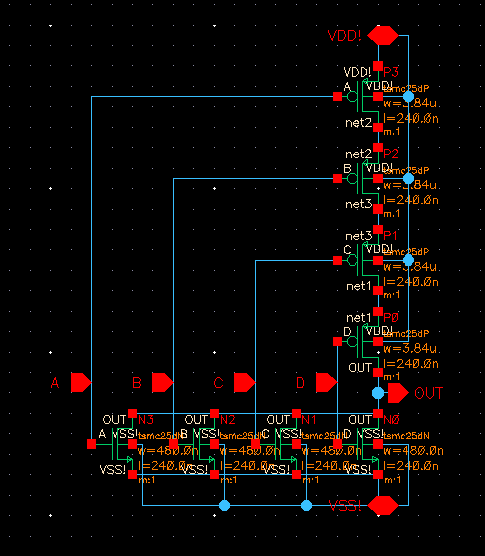 VDD!
VDD! P3
A VDD! tsmc25dP
w=3.84u
l=240.0n
net2 m:1
net2 P2
B VDD! tsmc25dP
w=3.84u
l=240.0n
net3 m:1
net3 P1
C VDD! tsmc25dP
w=3.84u
l=240.0n
net1 m:1
net1 P0
D VDD! tsmc25dP
w=3.84u
l=240.0n
OUT m:1
A B C D OUT
OUT N3 OUT N2 OUT N1 OUT N0
A VSS! tsmc25dN B VSS! tsmc25dN C VSS! tsmc25dN D VSS! tsmc25dN
w=480.0n w=480.0n w=480.0n w=480.0n
VSS! l=240.0n VSS! l=240.0n VSS! l=240.0n VSS! l=240.0n
m:1 m:1 m:1 m:1
VSS!